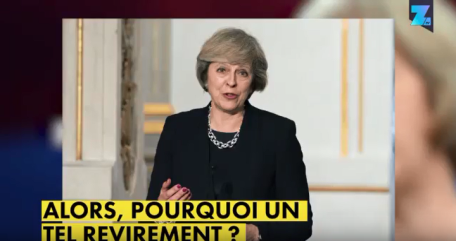 ALORS, POURQUOI UN
TEL REVIREMENT ?